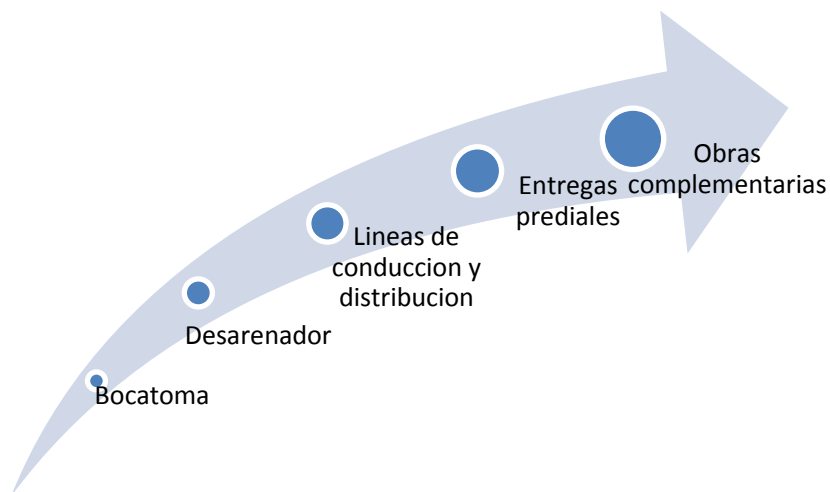 Bocatoma
Desarenador
Lineas de
conduccion y
distribucion
Entregas
prediales
Obras
complementarias